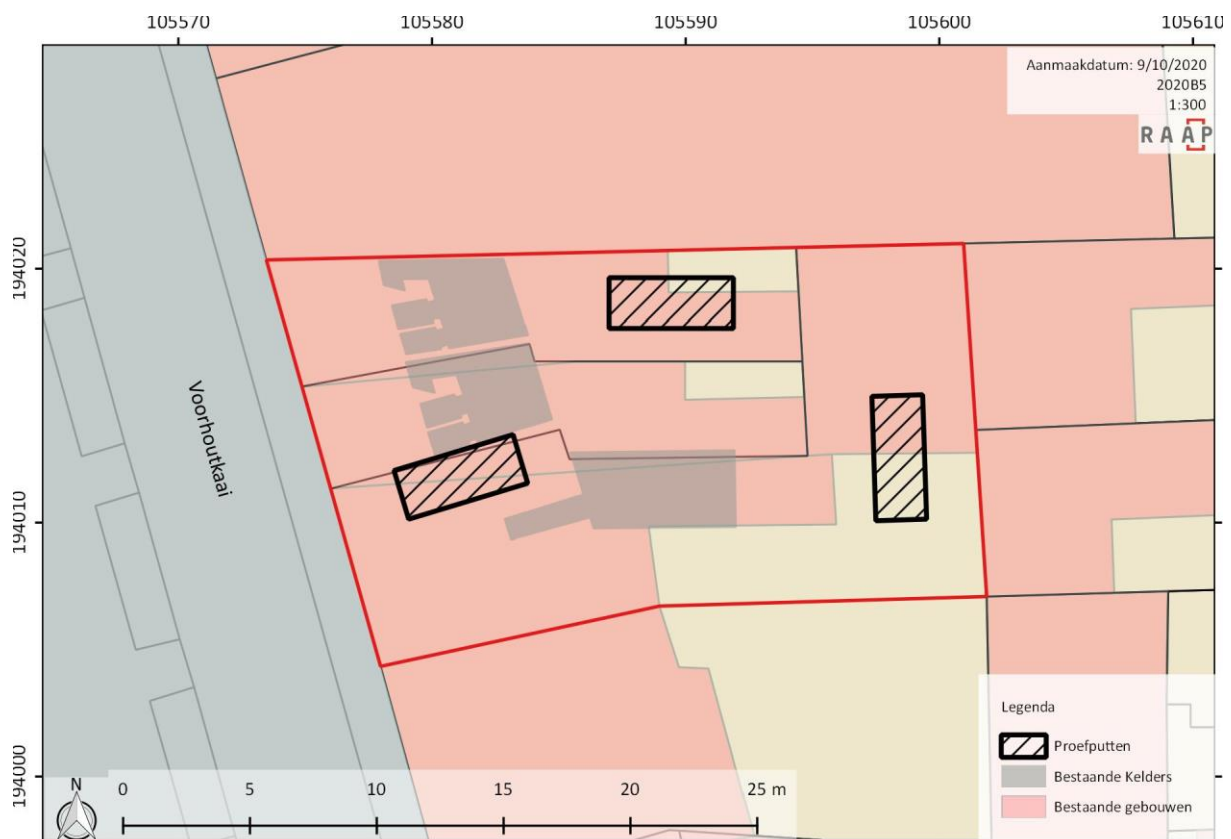 105570 105580 105590 105600 105610
Aanmaakdatum: 9/10/2020
2020B5
1:300
RAAP
194020
Voorhoutkaai
194010
Legenda
Proefputten
Bestaande Kelders
Bestaande gebouwen
194000
N
0 5 10 15 20 25 m